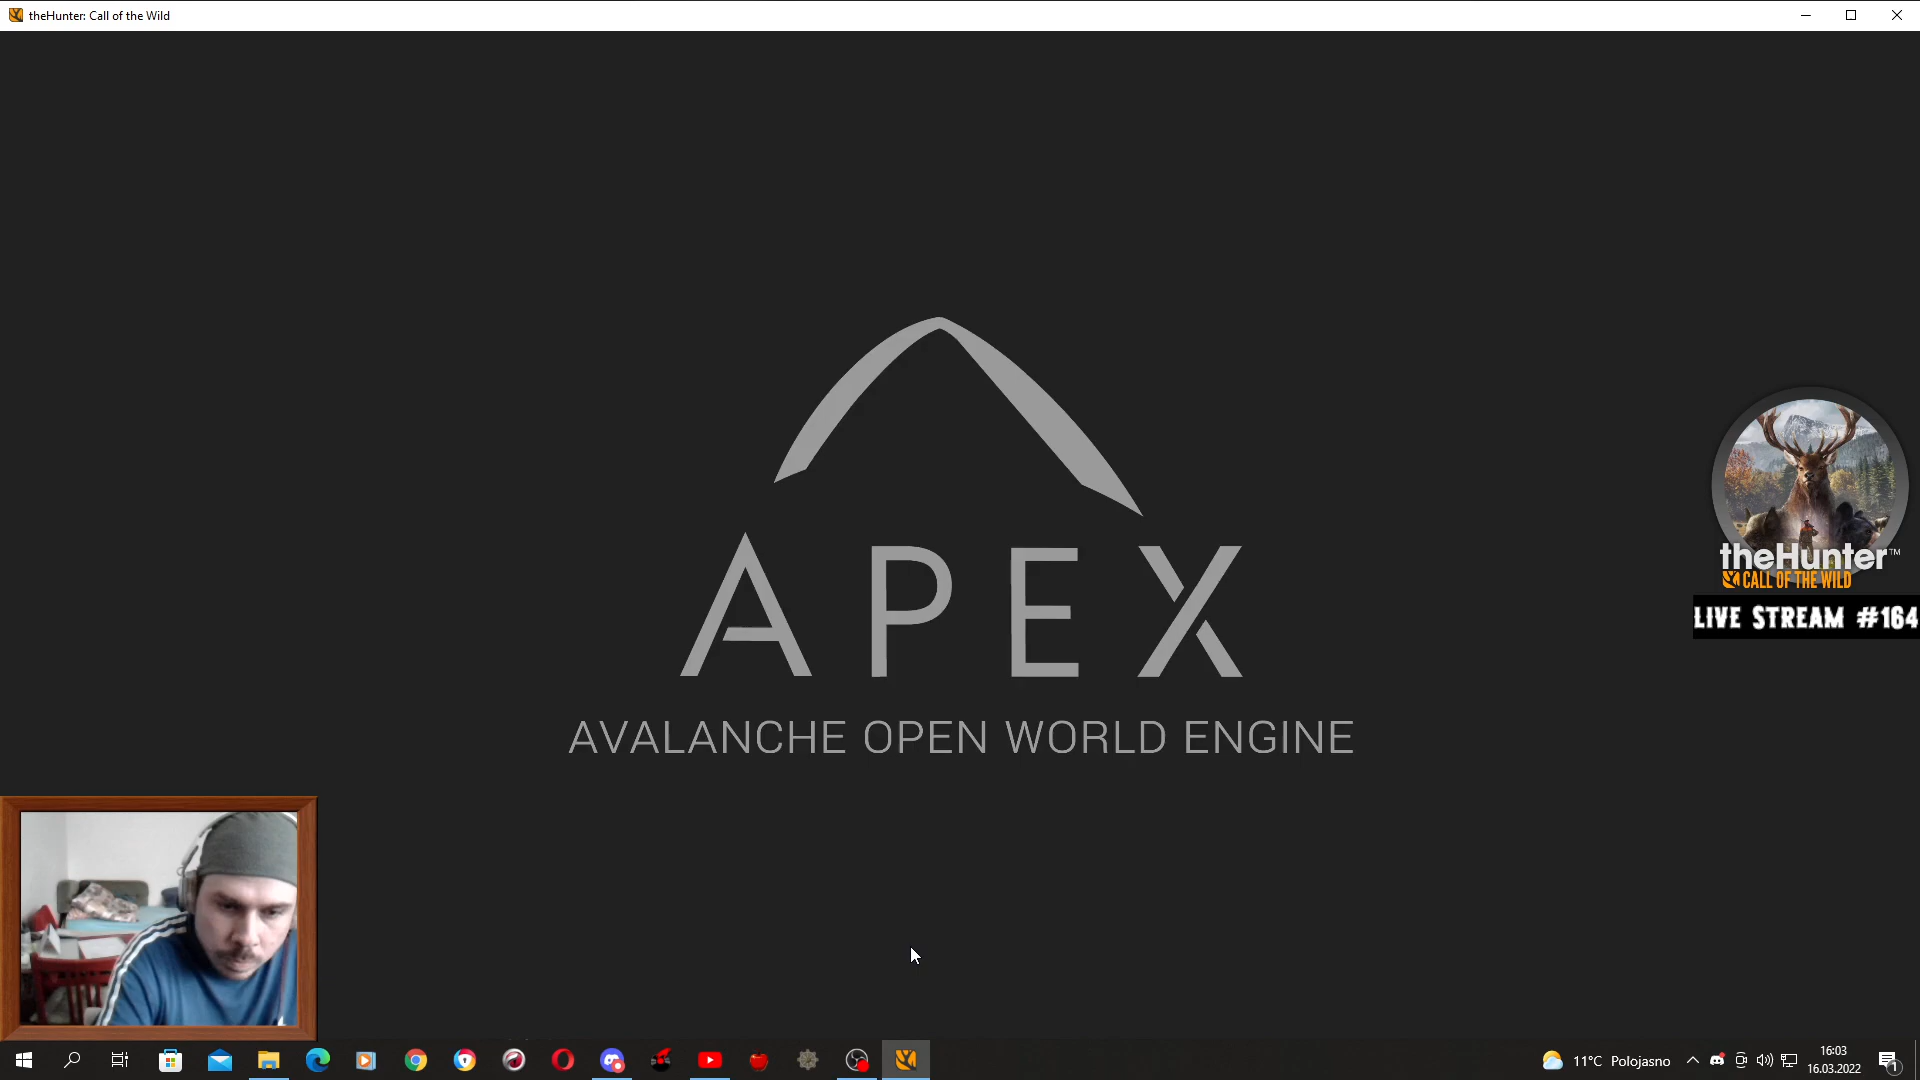 theHunter: Call of the Wild
APEX
AVALANCHE OPEN WORLD ENGINE
theHunter™
CALL OF THE WILD
LIVE STREAM #164
11°C Polojasno
16:03
16.03.2022
1